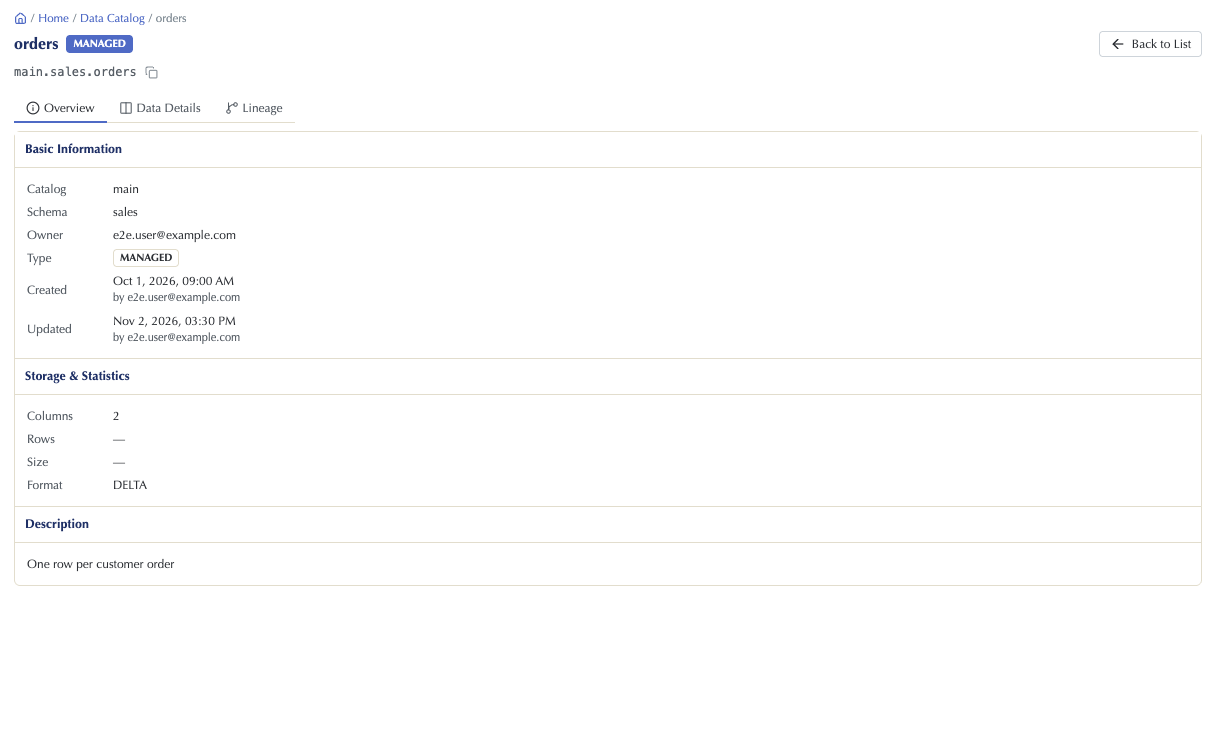 / Home / Data Catalog / orders
orders MANAGED
Back to List
main.sales.orders
Overview Data Details Lineage
Basic Information
Catalog main
Schema sales
Owner e2e.user@example.com
Type MANAGED
Created Oct 1, 2026, 09:00 AM
by e2e.user@example.com
Updated Nov 2, 2026, 03:30 PM
by e2e.user@example.com
Storage & Statistics
Columns 2
Rows —
Size —
Format DELTA
Description
One row per customer order